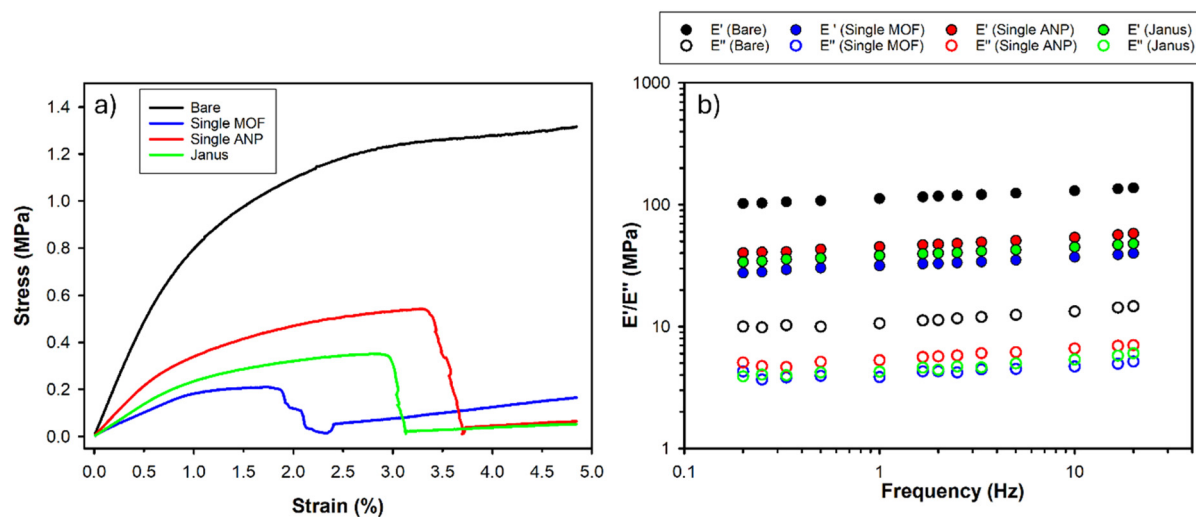 E' (Bare) E ' (Single MOF) E' (Single ANP) E' (Janus)
E" (Bare) E" (Single MOF) E" (Single ANP) E" (Janus)
a)
Bare
Single MOF
Single ANP
Janus
Stress (MPa)
1.4
1.2
1.0
0.8
0.6
0.4
0.2
0.0
0.0 0.5 1.0 1.5 2.0 2.5 3.0 3.5 4.0 4.5 5.0
Strain (%)
b)
E'/E" (MPa)
1000
100
10
1
0.1 1 10
Frequency (Hz)